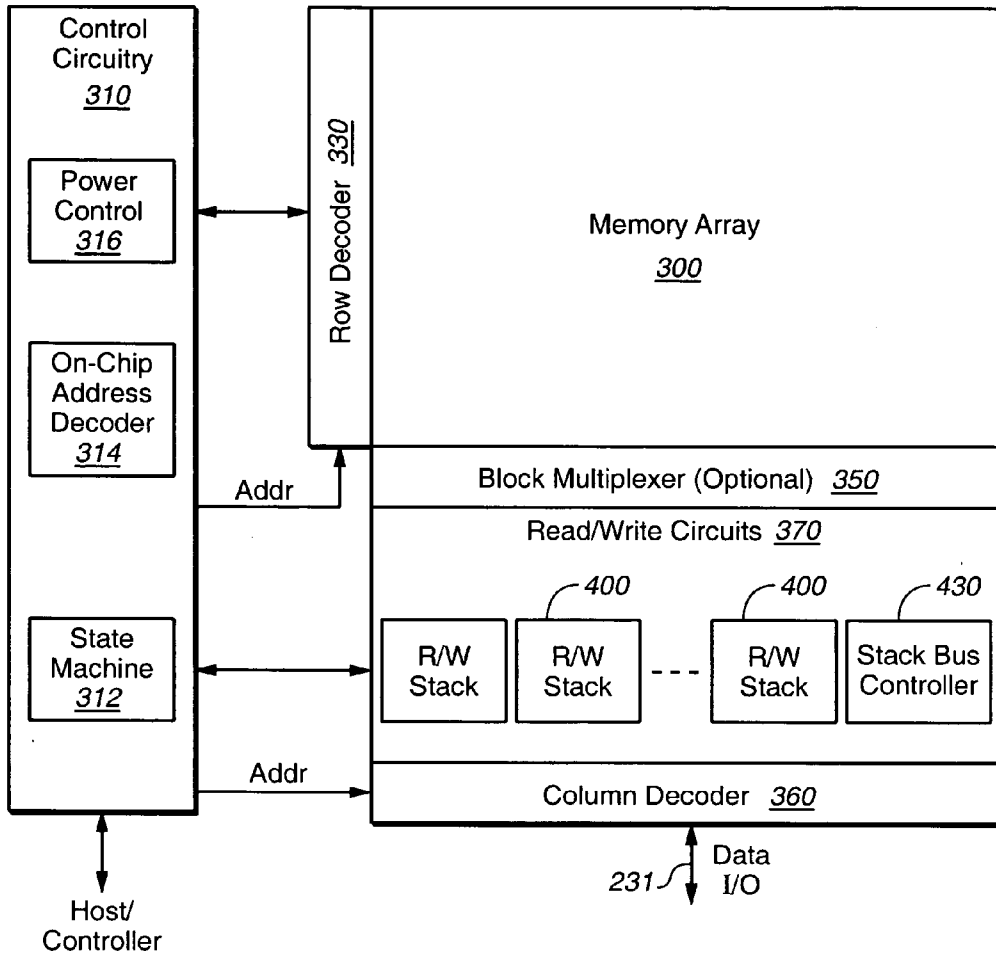 Control
Circuitry
310
Power
Control
316
On-Chip
Address
Decoder
314
State
Machine
312
Host/
Controller
Addr
Addr
Row Decoder 330
Memory Array
300
Block Multiplexer (Optional) 350
Read/Write Circuits 370
400
400
430
R/W
Stack
R/W
Stack
R/W
Stack
Stack Bus
Controller
Column Decoder 360
231
Data
I/O